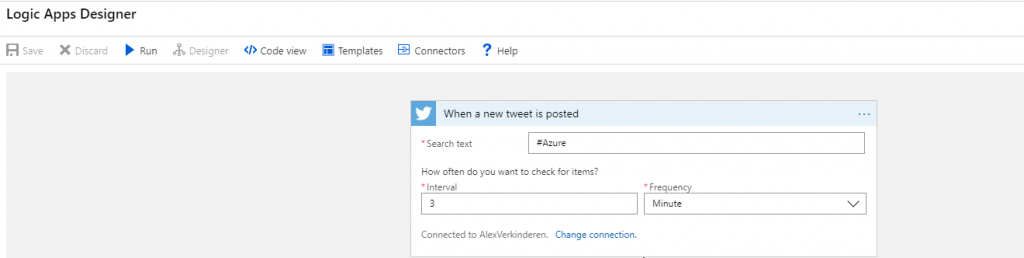 Logic Apps Designer
Save Discard Run Designer Code view Templates Connectors Help
When a new tweet is posted
*Search text #Azure
How often do you want to check for items?
*Interval *Frequency
3 Minute
Connected to AlexVerkinderen. Change connection.